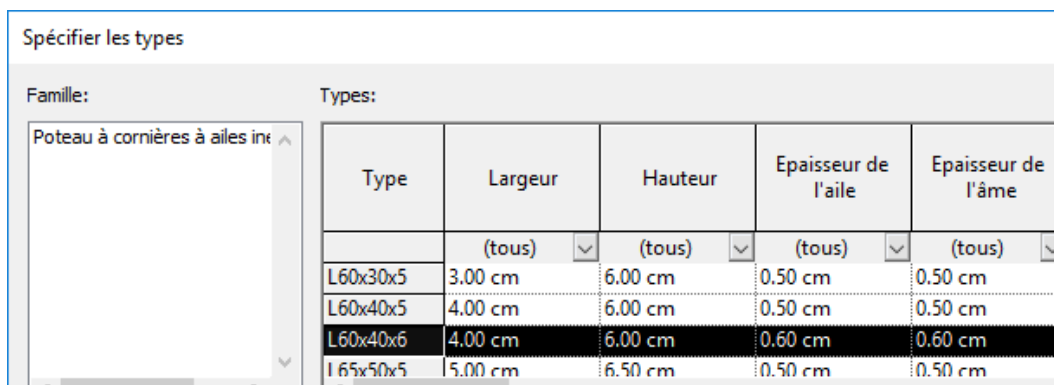 Spécifier les types
Famille:
Types:
Poteau à cornières à ailes iné
Type Largeur Hauteur Epaisseur de l'aile Epaisseur de l'âme
(tous) (tous) (tous) (tous)
L60x30x5 3.00 cm 6.00 cm 0.50 cm 0.50 cm
L60x40x5 4.00 cm 6.00 cm 0.50 cm 0.50 cm
L60x40x6 4.00 cm 6.00 cm 0.60 cm 0.60 cm
L65x50x5 5.00 cm 6.50 cm 0.50 cm 0.50 cm